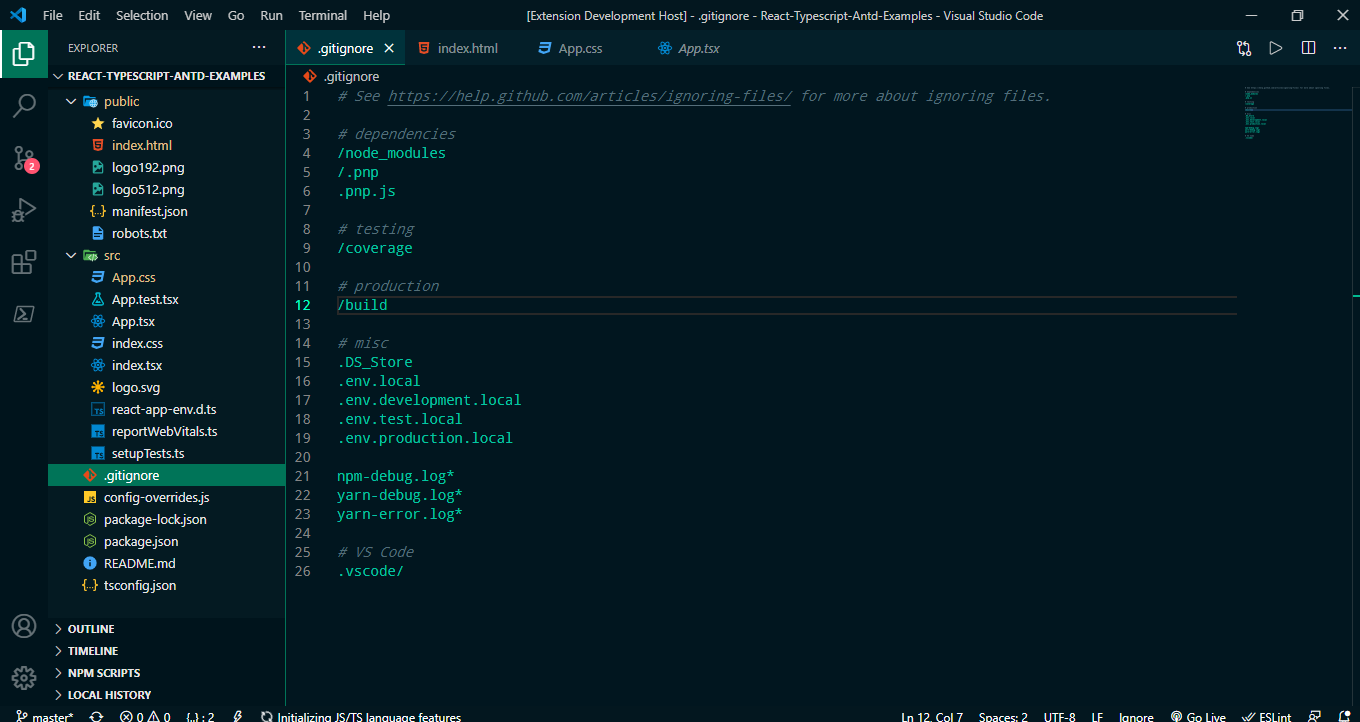 File Edit Selection View Go Run Terminal Help
[Extension Development Host] - .gitignore - React-Typescript-Antd-Examples - Visual Studio Code
EXPLORER
REACT-TYPESCRIPT-ANTD-EXAMPLES
public
favicon.ico
index.html
logo192.png
logo512.png
manifest.json
robots.txt
src
App.css
App.test.tsx
App.tsx
index.css
index.tsx
logo.svg
react-app-env.d.ts
reportWebVitals.ts
setupTests.ts
.gitignore
config-overrides.js
package-lock.json
package.json
README.md
tsconfig.json
OUTLINE
TIMELINE
NPM SCRIPTS
LOCAL HISTORY
2
.gitignore index.html App.css App.tsx
.gitignore
1 # See https://help.github.com/articles/ignoring-files/ for more about ignoring files.
2
3 # dependencies
4 /node_modules
5 /.pnp
6 .pnp.js
7
8 # testing
9 /coverage
10
11 # production
12 /build
13
14 # misc
15 .DS_Store
16 .env.local
17 .env.development.local
18 .env.test.local
19 .env.production.local
20
21 npm-debug.log*
22 yarn-debug.log*
23 yarn-error.log*
24
25 # VS Code
26 .vscode/
master* 0 0 {..} : 2 Initializing JS/TS language features Ln 12, Col 7 Spaces: 2 UTF-8 LF Ignore Go Live ESLint